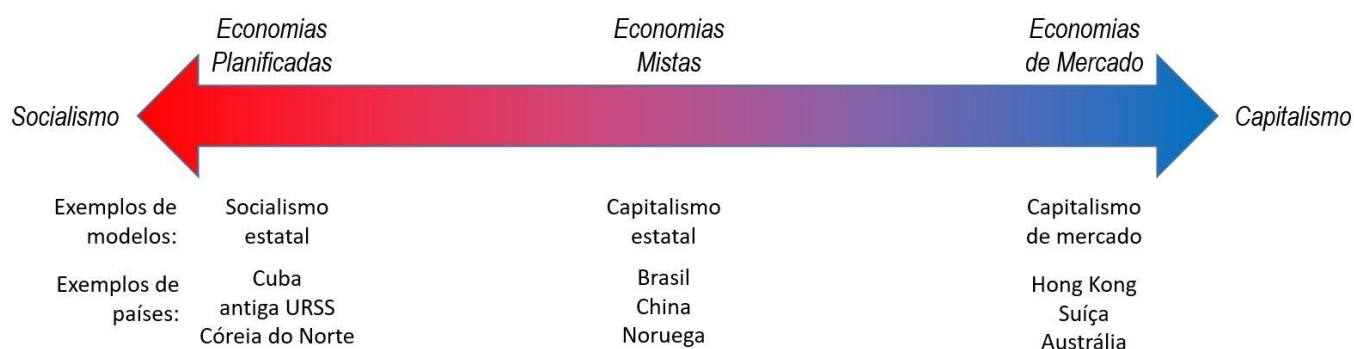 Economias
Planificadas
Economias
Mistas
Economias
de Mercado
Socialismo
Capitalismo
Exemplos de
modelos:
Socialismo
estatal
Capitalismo
estatal
Capitalismo
de mercado
Exemplos de
países:
Cuba
antiga URSS
Córeia do Norte
Brasil
China
Noruega
Hong Kong
Suíça
Austrália